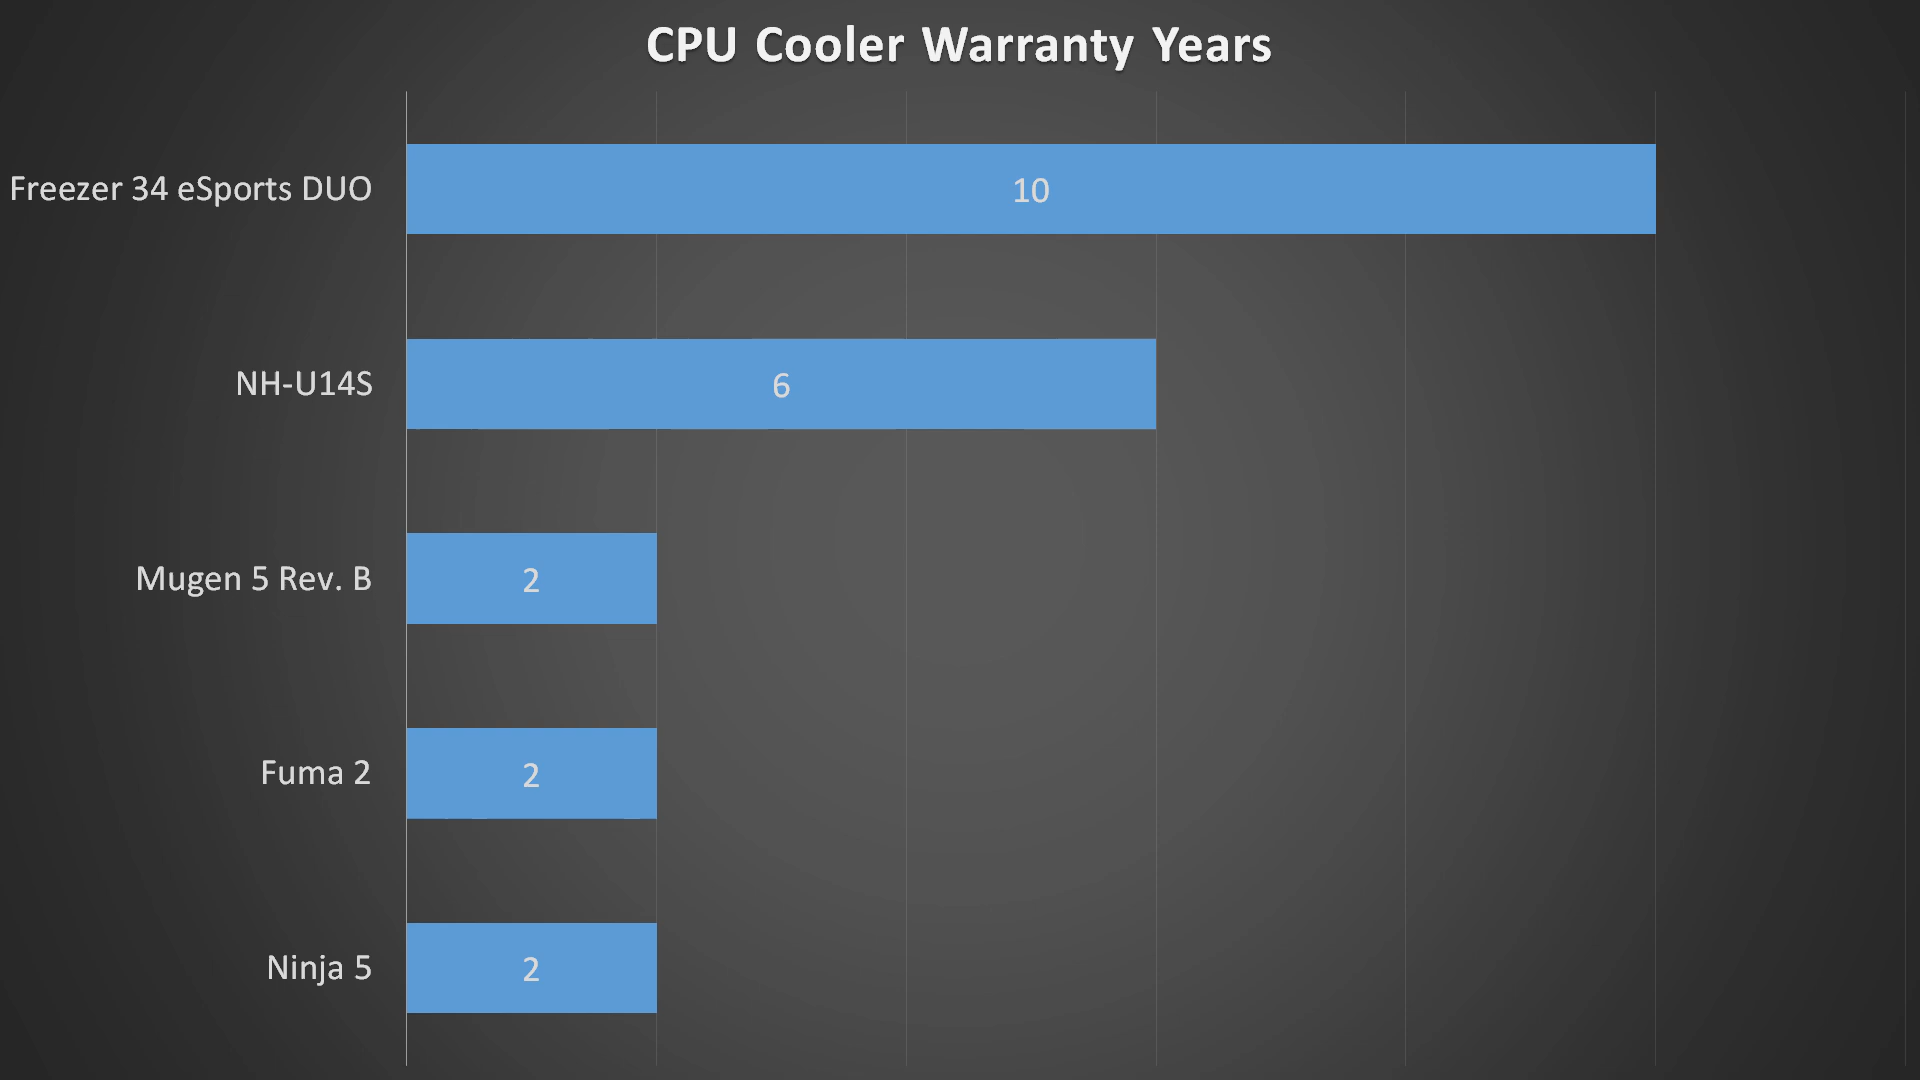 CPU Cooler Warranty Years
Freezer 34 eSports DUO
10
NH-U14S
6
Mugen 5 Rev. B
2
Fuma 2
2
Ninja 5
2